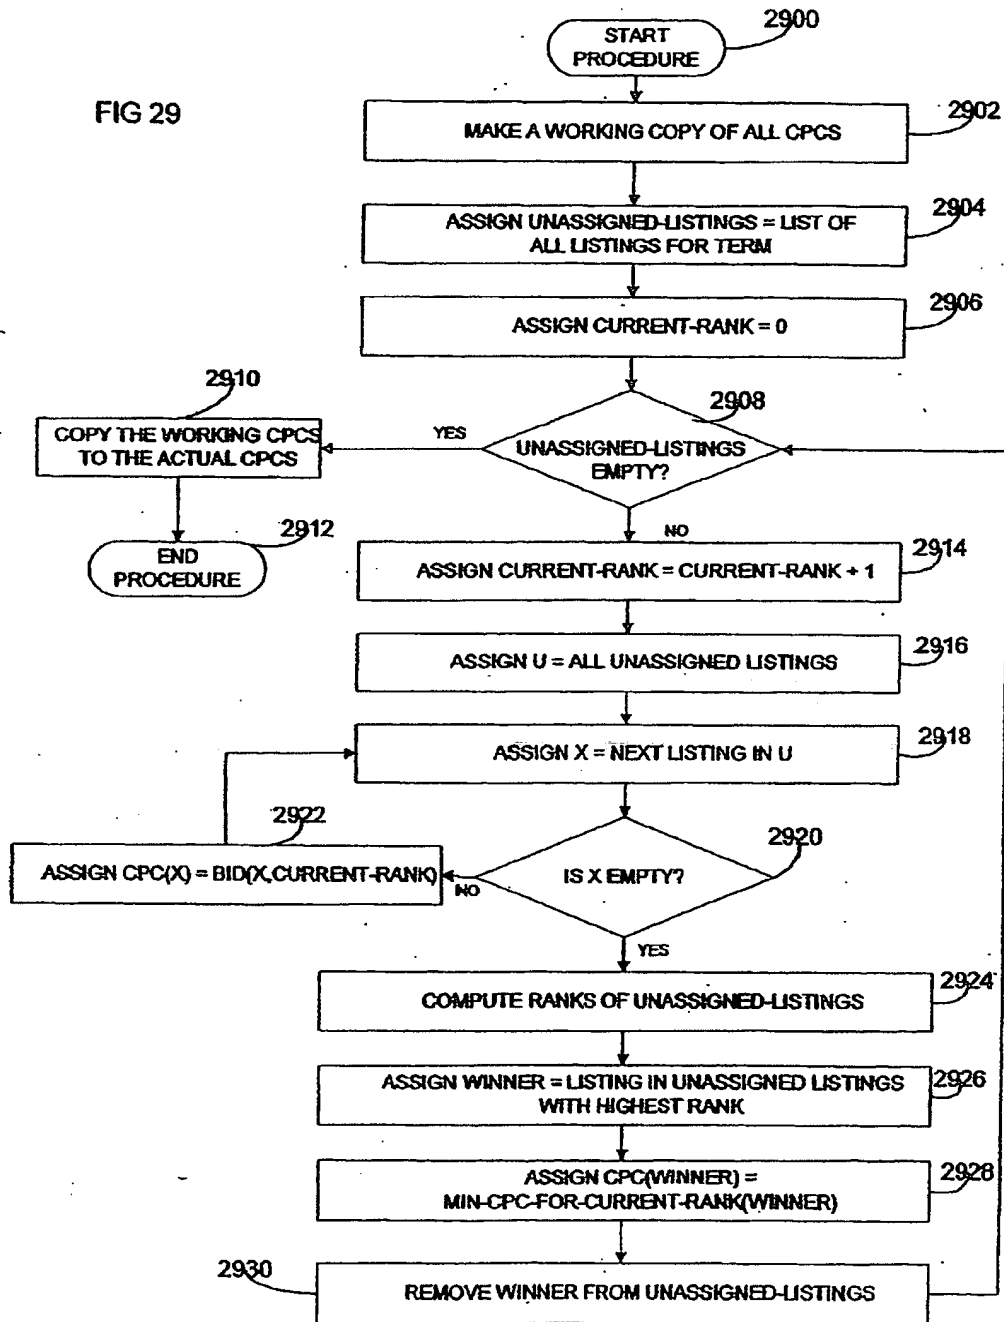 FIG 29
START
PROCEDURE
2900
MAKE A WORKING COPY OF ALL CPCS
2902
ASSIGN UNASSIGNED-LISTINGS = LIST OF
ALL LISTINGS FOR TERM
2904
ASSIGN CURRENT-RANK = 0
2906
2908
UNASSIGNED-LISTINGS
EMPTY?
YES
2910
COPY THE WORKING CPCS
TO THE ACTUAL CPCS
2912
END
PROCEDURE
NO
ASSIGN CURRENT-RANK = CURRENT-RANK + 1
2914
ASSIGN U = ALL UNASSIGNED LISTINGS
2916
ASSIGN X = NEXT LISTING IN U
2918
2920
IS X EMPTY?
NO
2922
ASSIGN CPC(X) = BID(X,CURRENT-RANK)
YES
COMPUTE RANKS OF UNASSIGNED-LISTINGS
2924
ASSIGN WINNER = LISTING IN UNASSIGNED LISTINGS
WITH HIGHEST RANK
2926
ASSIGN CPC(WINNER) =
MIN-CPC-FOR-CURRENT-RANK(WINNER)
2928
2930
REMOVE WINNER FROM UNASSIGNED-LISTINGS